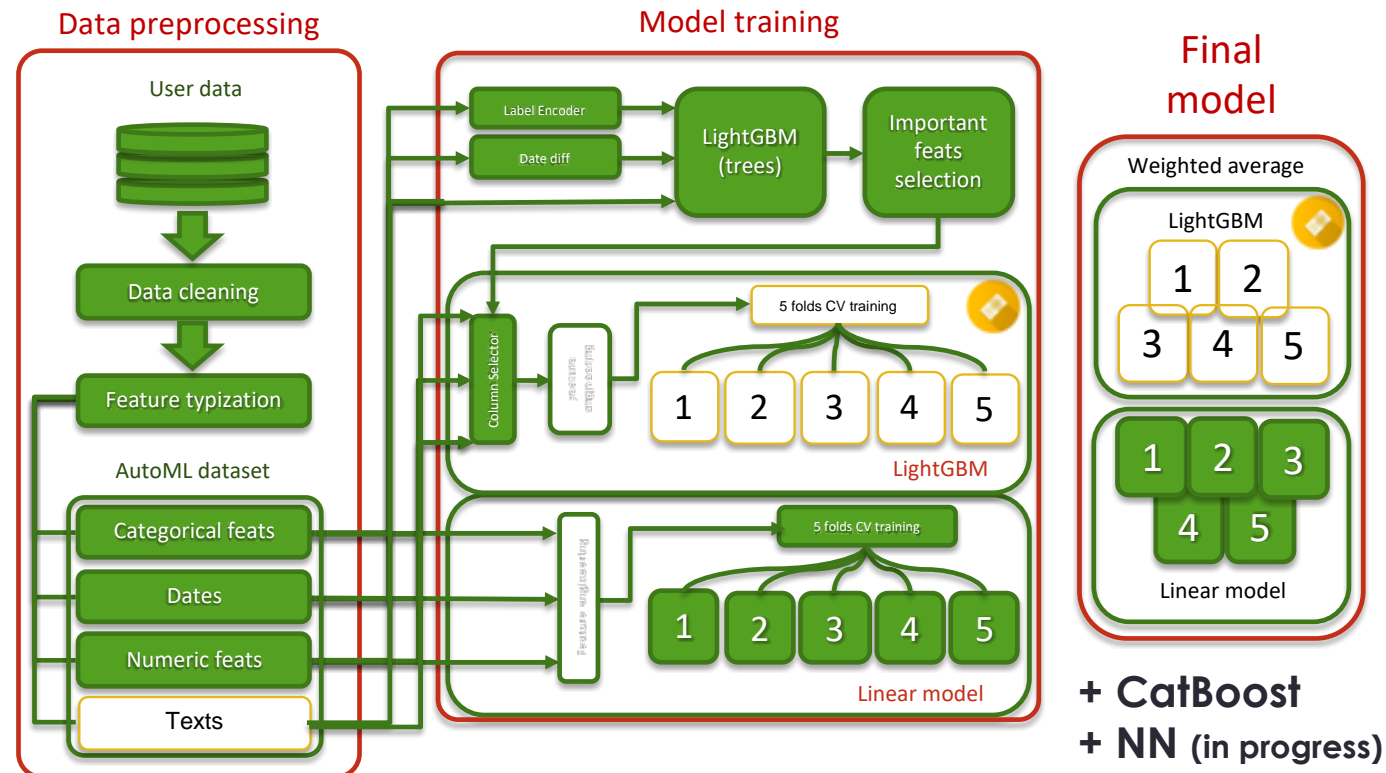 Data preprocessing
User data
Data cleaning
Feature typization
AutoML dataset
Categorical feats
Dates
Numeric feats
Texts
Model training
Label Encoder
Date diff
LightGBM
(trees)
Important
feats
selection
Column Selector
5 folds CV training
1
2
3
4
5
LightGBM
5 folds CV training
1
2
3
4
5
Linear model
Final
model
Weighted average
LightGBM
1
2
3
4
5
1
2
3
4
5
Linear model
+ CatBoost
+ NN (in progress)